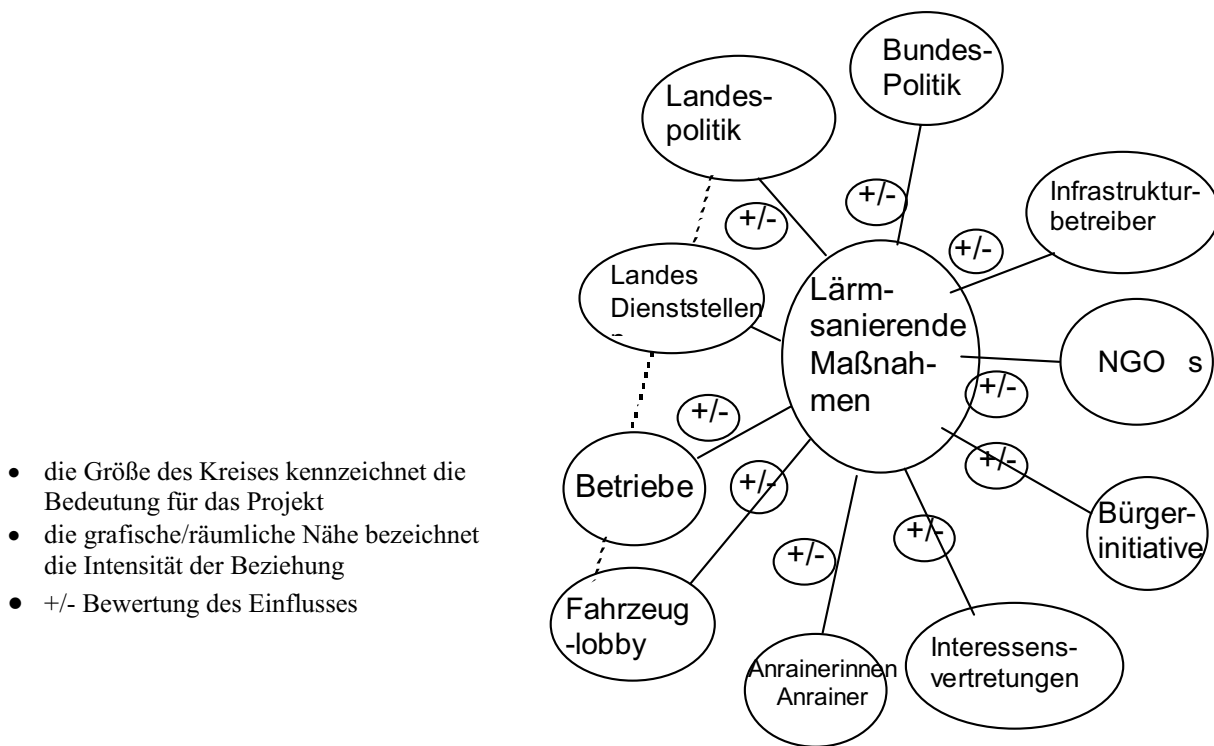 Bundes-
Politik
Landes-
politik
Infrastruktur-
betreiber
+/-
+/-
+/-
Landes
Dienststellen
Lärm-
sanierende
Maßnah-
men
NGO s
+/-
+/-
Betriebe
+/-
+/-
Bürger-
initiative
+/-
+/-
Fahrzeug
-lobby
Anrainerinnen
Anrainer
Interessens-
vertretungen
• die Größe des Kreises kennzeichnet die
Bedeutung für das Projekt
• die grafische/räumliche Nähe bezeichnet
die Intensität der Beziehung
• +/- Bewertung des Einflusses